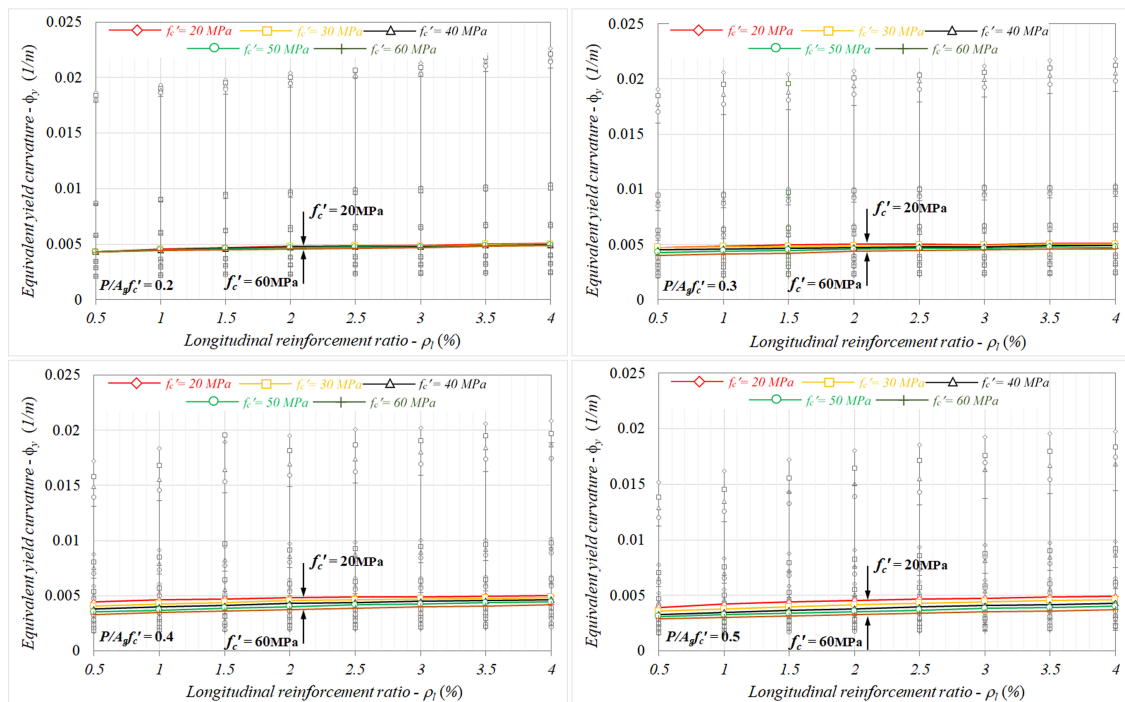 Equivalent yield curvature - ϕy (1/m)
0.025
0.02
0.015
0.01
0.005
0
fc′= 20 MPa fc′= 30 MPa fc′= 40 MPa
fc′= 50 MPa fc′= 60 MPa
fc′ = 20MPa
P/Agfc′ = 0.2
fc′ = 60MPa
0.5 1 1.5 2 2.5 3 3.5 4
Longitudinal reinforcement ratio - ρl (%)
Equivalent yield curvature - ϕy (1/m)
0.025
0.02
0.015
0.01
0.005
0
fc′= 20 MPa fc′= 30 MPa fc′= 40 MPa
fc′= 50 MPa fc′= 60 MPa
fc′ = 20MPa
P/Agfc′ = 0.3
fc′ = 60MPa
0.5 1 1.5 2 2.5 3 3.5 4
Longitudinal reinforcement ratio - ρl (%)
Equivalent yield curvature - ϕy (1/m)
0.025
0.02
0.015
0.01
0.005
0
fc′= 20 MPa fc′= 30 MPa fc′= 40 MPa
fc′= 50 MPa fc′= 60 MPa
fc′ = 20MPa
P/Agfc′ = 0.4
fc′ = 60MPa
0.5 1 1.5 2 2.5 3 3.5 4
Longitudinal reinforcement ratio - ρl (%)
Equivalent yield curvature - ϕy (1/m)
0.025
0.02
0.015
0.01
0.005
0
fc′= 20 MPa fc′= 30 MPa fc′= 40 MPa
fc′= 50 MPa fc′= 60 MPa
fc′ = 20MPa
P/Agfc′ = 0.5
fc′ = 60MPa
0.5 1 1.5 2 2.5 3 3.5 4
Longitudinal reinforcement ratio - ρl (%)